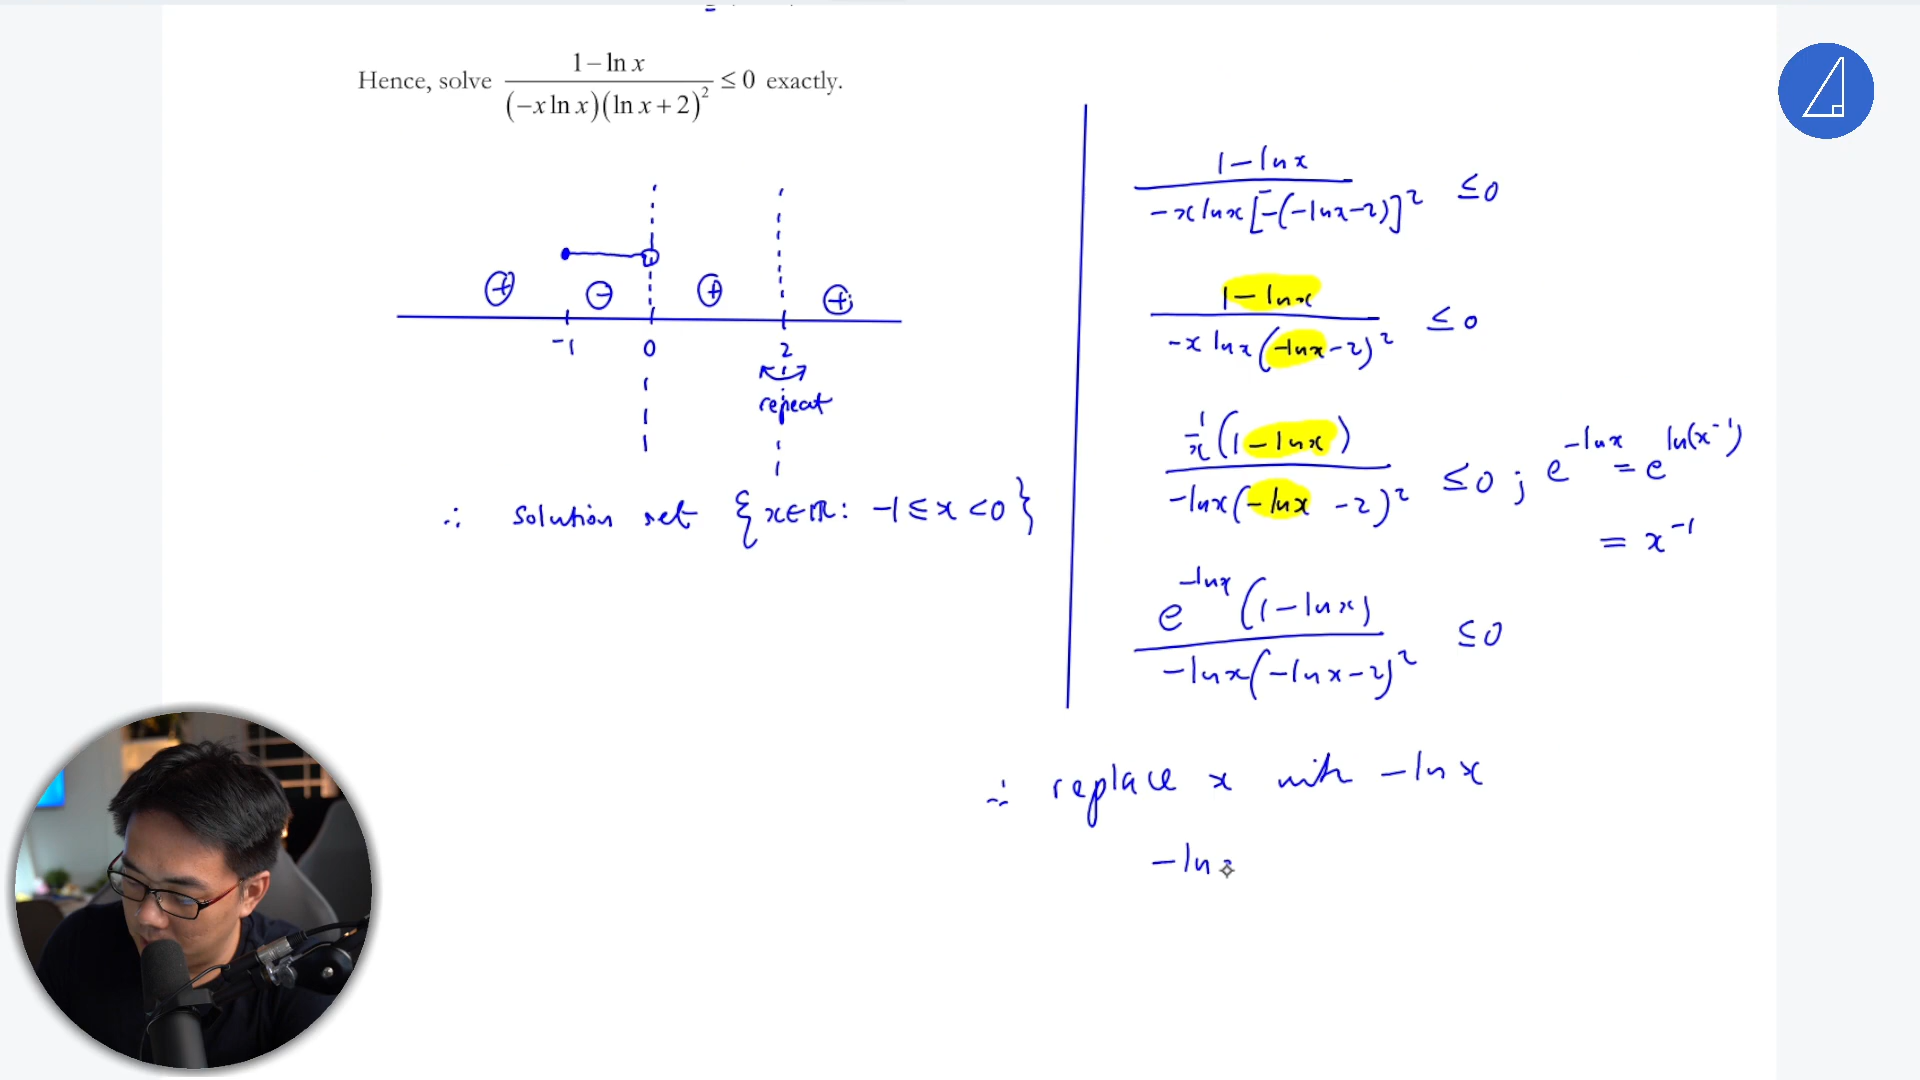 Hence, solve (1 – ln x) / ((–x ln x)(ln x + 2)²) ≤ 0 exactly.
⊕ ⊖ ⊕ ⊕
-1 0 2
repeat
∴ solution set {x∈ℝ: -1 ≤ x < 0}
(1 – ln x) / (-x ln x [-(-ln x - 2)]²) ≤ 0
(1 – ln x) / (-x ln x (-ln x - 2)²) ≤ 0
(1/x (1 – ln x)) / (-ln x (-ln x - 2)²) ≤ 0 ; e^(-ln x) = e^(ln(x⁻¹))
= x⁻¹
(e^(-ln x) (1 – ln x)) / (-ln x (-ln x - 2)²) ≤ 0
∴ replace x with -ln x
-ln